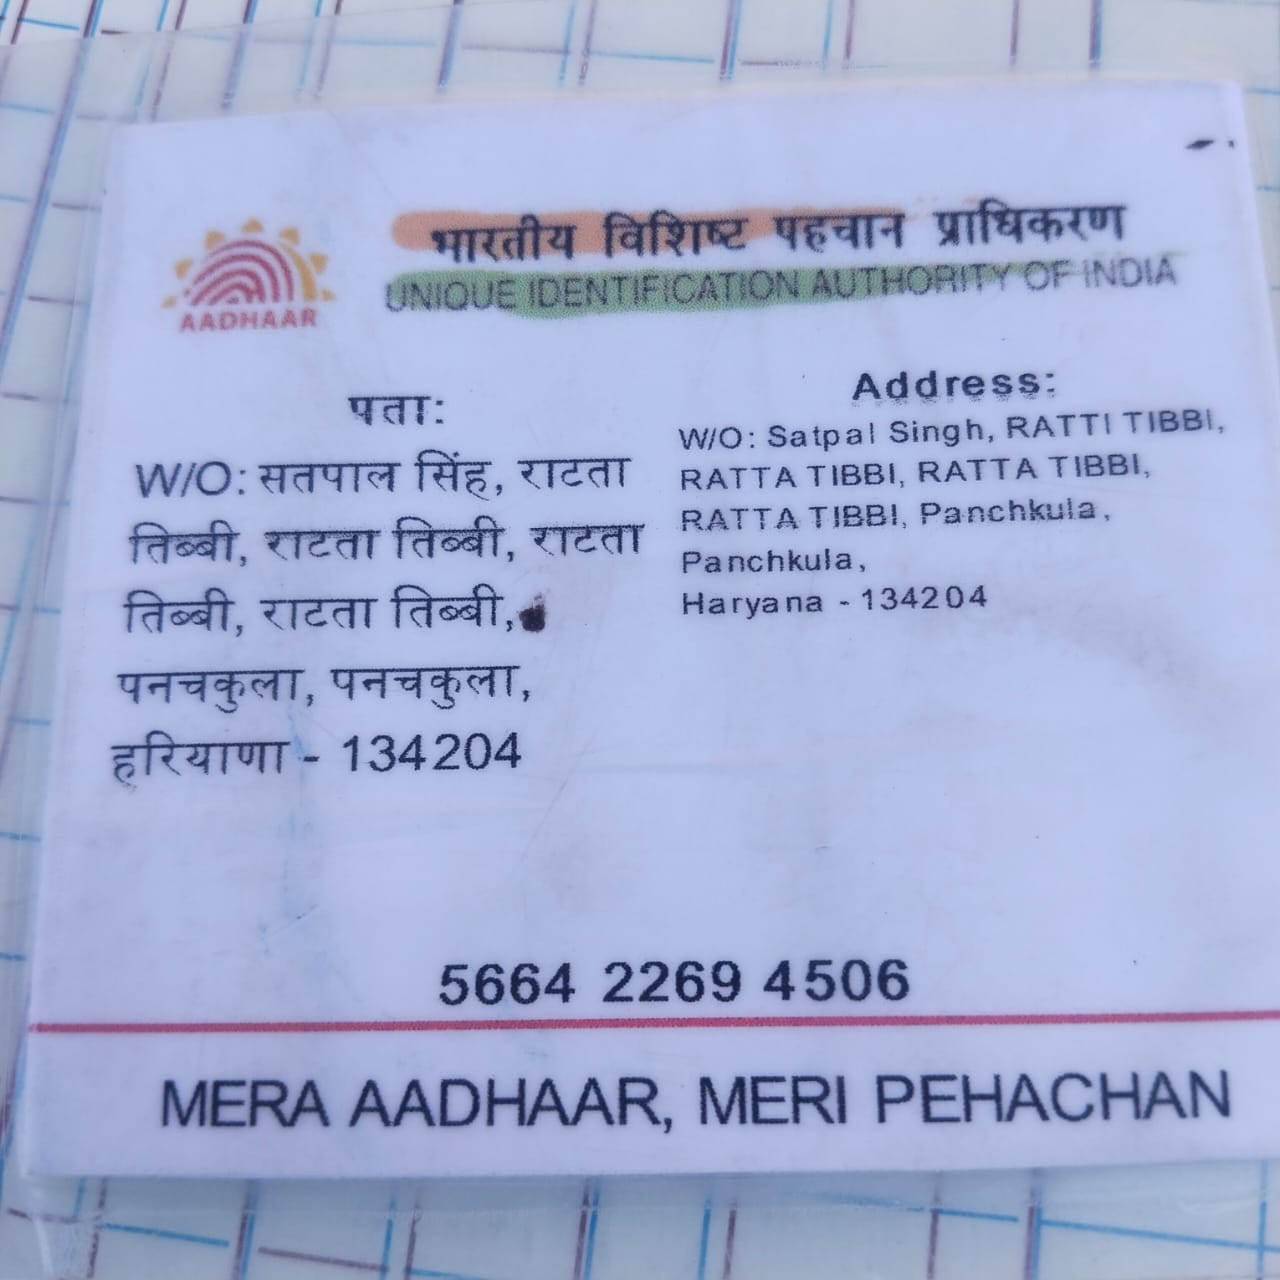 भारतीय विशिष्ट पहचान प्राधिकरण
UNIQUE IDENTIFICATION AUTHORITY OF INDIA
AADHAAR
पता:
W/O: सतपाल सिंह, राटता
तिब्बी, राटता तिब्बी, राटता
तिब्बी, राटता तिब्बी,
पनचकुला, पनचकुला,
हरियाणा - 134204
Address:
W/O: Satpal Singh, RATTI TIBBI,
RATTA TIBBI, RATTA TIBBI,
RATTA TIBBI, Panchkula,
Panchkula,
Haryana - 134204
5664 2269 4506
MERA AADHAAR, MERI PEHACHAN